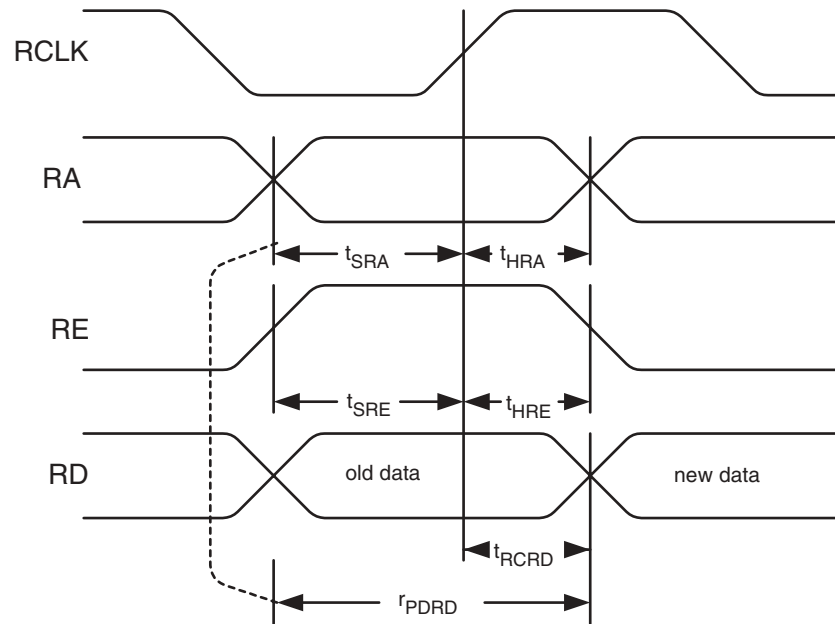 RCLK
RA
tSRA
tHRA
RE
tSRE
tHRE
RD
old data
new data
tRCRD
rPDRD